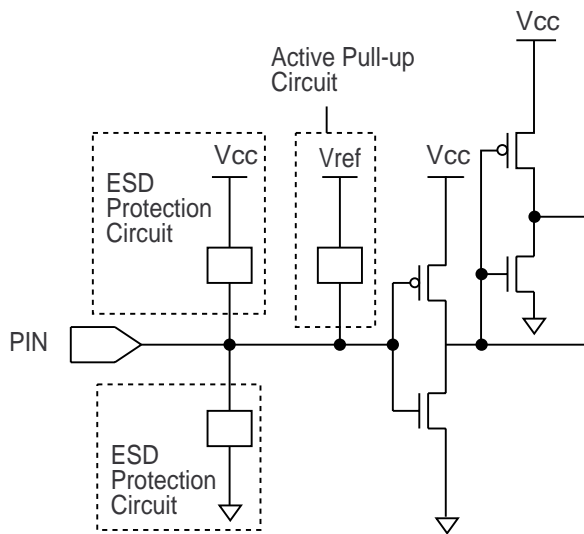 Vcc
Active Pull-up
Circuit
Vcc
Vref
Vcc
ESD
Protection
Circuit
PIN
ESD
Protection
Circuit